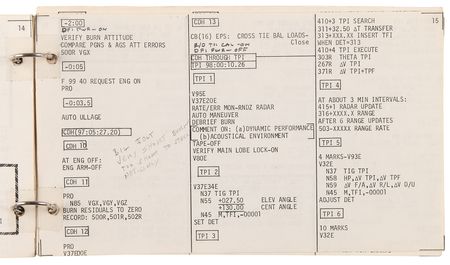 14
-2:00
DPI PWR-ON
VERIFY BURN ATTITUDE
COMPARE PGNS & AGS ATT ERRORS
500R VGX
-0:05
F 99 40 REQUEST ENG ON
PRO
-0:03.5
AUTO ULLAGE
CDH(97:05:27.20)
CDH 10
AT ENG OFF:
ENG ARM-OFF
CDH 11
PRO
N85 VGX,VGY,VGZ
BURN RESIDUALS TO ZERO
RECORD: 500R,501R,502R
CDH 12
PRO
V37E00E
CDH 13
CB(16) EPS: CROSS TIE BAL LOADS-
Close
CDH THROUGH TPI
TPI 98:00:10.26
TPI 1
V95E
V37E20E
RATE/ERR MON-RNDZ RADAR
AUTO MANEUVER
DEBRIEF BURN
COMMENT ON: (a)DYNAMIC PERFORMANCE
(b)ACOUSTICAL ENVIRONMENT
TAPE-OFF
VERIFY MAIN LOBE LOCK-ON
V80E
TPI 2
V37E34E
N37 TIG TPI
N55 +027.50 ELEV ANGLE
+130.00 CENT ANGLE
N45 M,TFI,-00001
SET DET
TPI 3
15
410+3 TPI SEARCH
311+32.50 ΔT TRANSFER
313+XXX.XX INSERT TFI
WHEN DET=313
410+4 TPI EXECUTE
303R THETA TPI
267R ΔV TPI
371R ΔV TPI+TPF
TPI 4
AT ABOUT 3 MIN INTERVALS:
415+1 RADAR UPDATE
316+XXXX.X RANGE
AFTER 6 RANGE UPDATES
503-XXXXX RANGE RATE
TPI 5
4 MARKS-V93E
V32E
N37 TIG TPI
N58 HP,ΔV TPI,ΔV TPF
N59 ΔV F/A,ΔV R/L,ΔV D/U
N45 M,TFI,-00001
ADJUST DET
TPI 6
10 MARKS
V32E